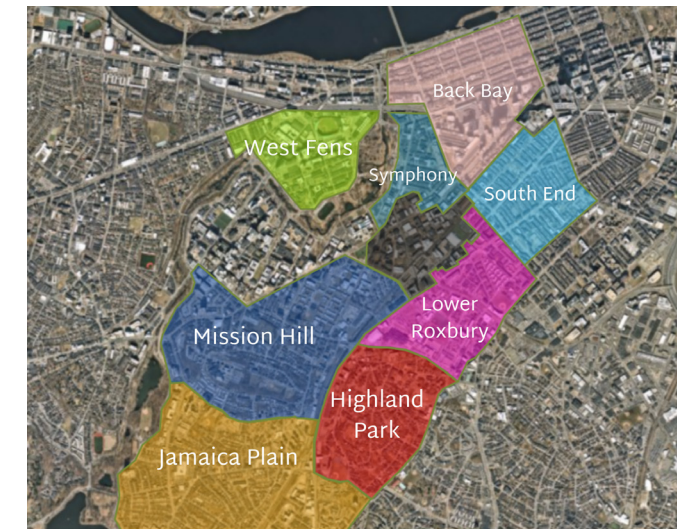 Back Bay
West Fens
Symphony
South End
Lower
Roxbury
Mission Hill
Highland
Park
Jamaica Plain